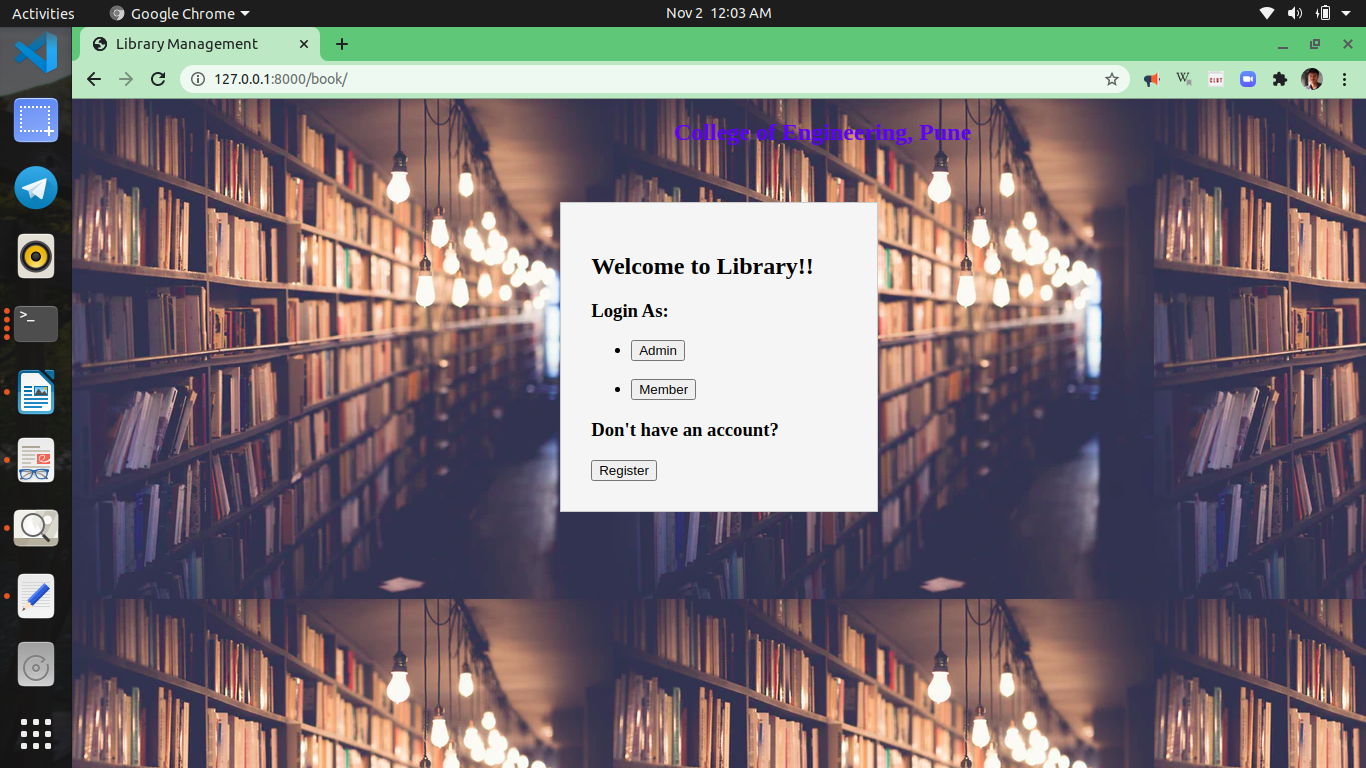 Activities
Google Chrome
Nov 2 12:03 AM
Library Management
127.0.0.1:8000/book/
College of Engineering, Pune
Welcome to Library!!
Login As:
Admin
Member
Don't have an account?
Register